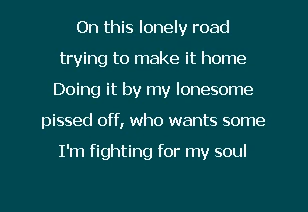 On this lonely road
trying to make it home
Doing it by my lonesome
pissed off, who wants some
I'm fighting for my soul